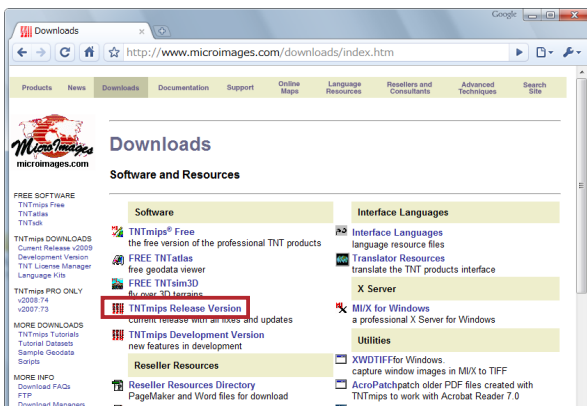 Google
Downloads
http://www.microimages.com/downloads/index.htm
Products News Downloads Documentation Support Online Maps Language Resources Resellers and Consultants Advanced Techniques Search Site
MicroImages
microimages.com
Downloads
Software and Resources
FREE SOFTWARE
TNTmips Free
TNTatlas
TNTsdk
TNTmips DOWNLOADS
Current Release v2009
Development Version
TNT License Manager
Language Kits
TNTmips PRO ONLY
v2008:74
v2007:73
MORE DOWNLOADS
TNTmips Tutorials
Tutorial Datasets
Sample Geodata
Scripts
MORE INFO
Download FAQs
FTP
Download Managers
Software
TNTmips® Free
the free version of the professional TNT products
FREE TNTatlas
free geodata viewer
FREE TNTsim3D
fly over 3D terrains
TNTmips Release Version
current release with all fixes and updates
TNTmips Development Version
new features in development
Reseller Resources
Reseller Resources Directory
PageMaker and Word files for download
Interface Languages
Interface Languages
language resource files
Translator Resources
translate the TNT products interface
X Server
MI/X for Windows
a professional X Server for Windows
Utilities
XWDTIFFfor Windows.
capture window images in MI/X to TIFF
AcroPatchpatch older PDF files created with
TNTmips to work with Acrobat Reader 7.0